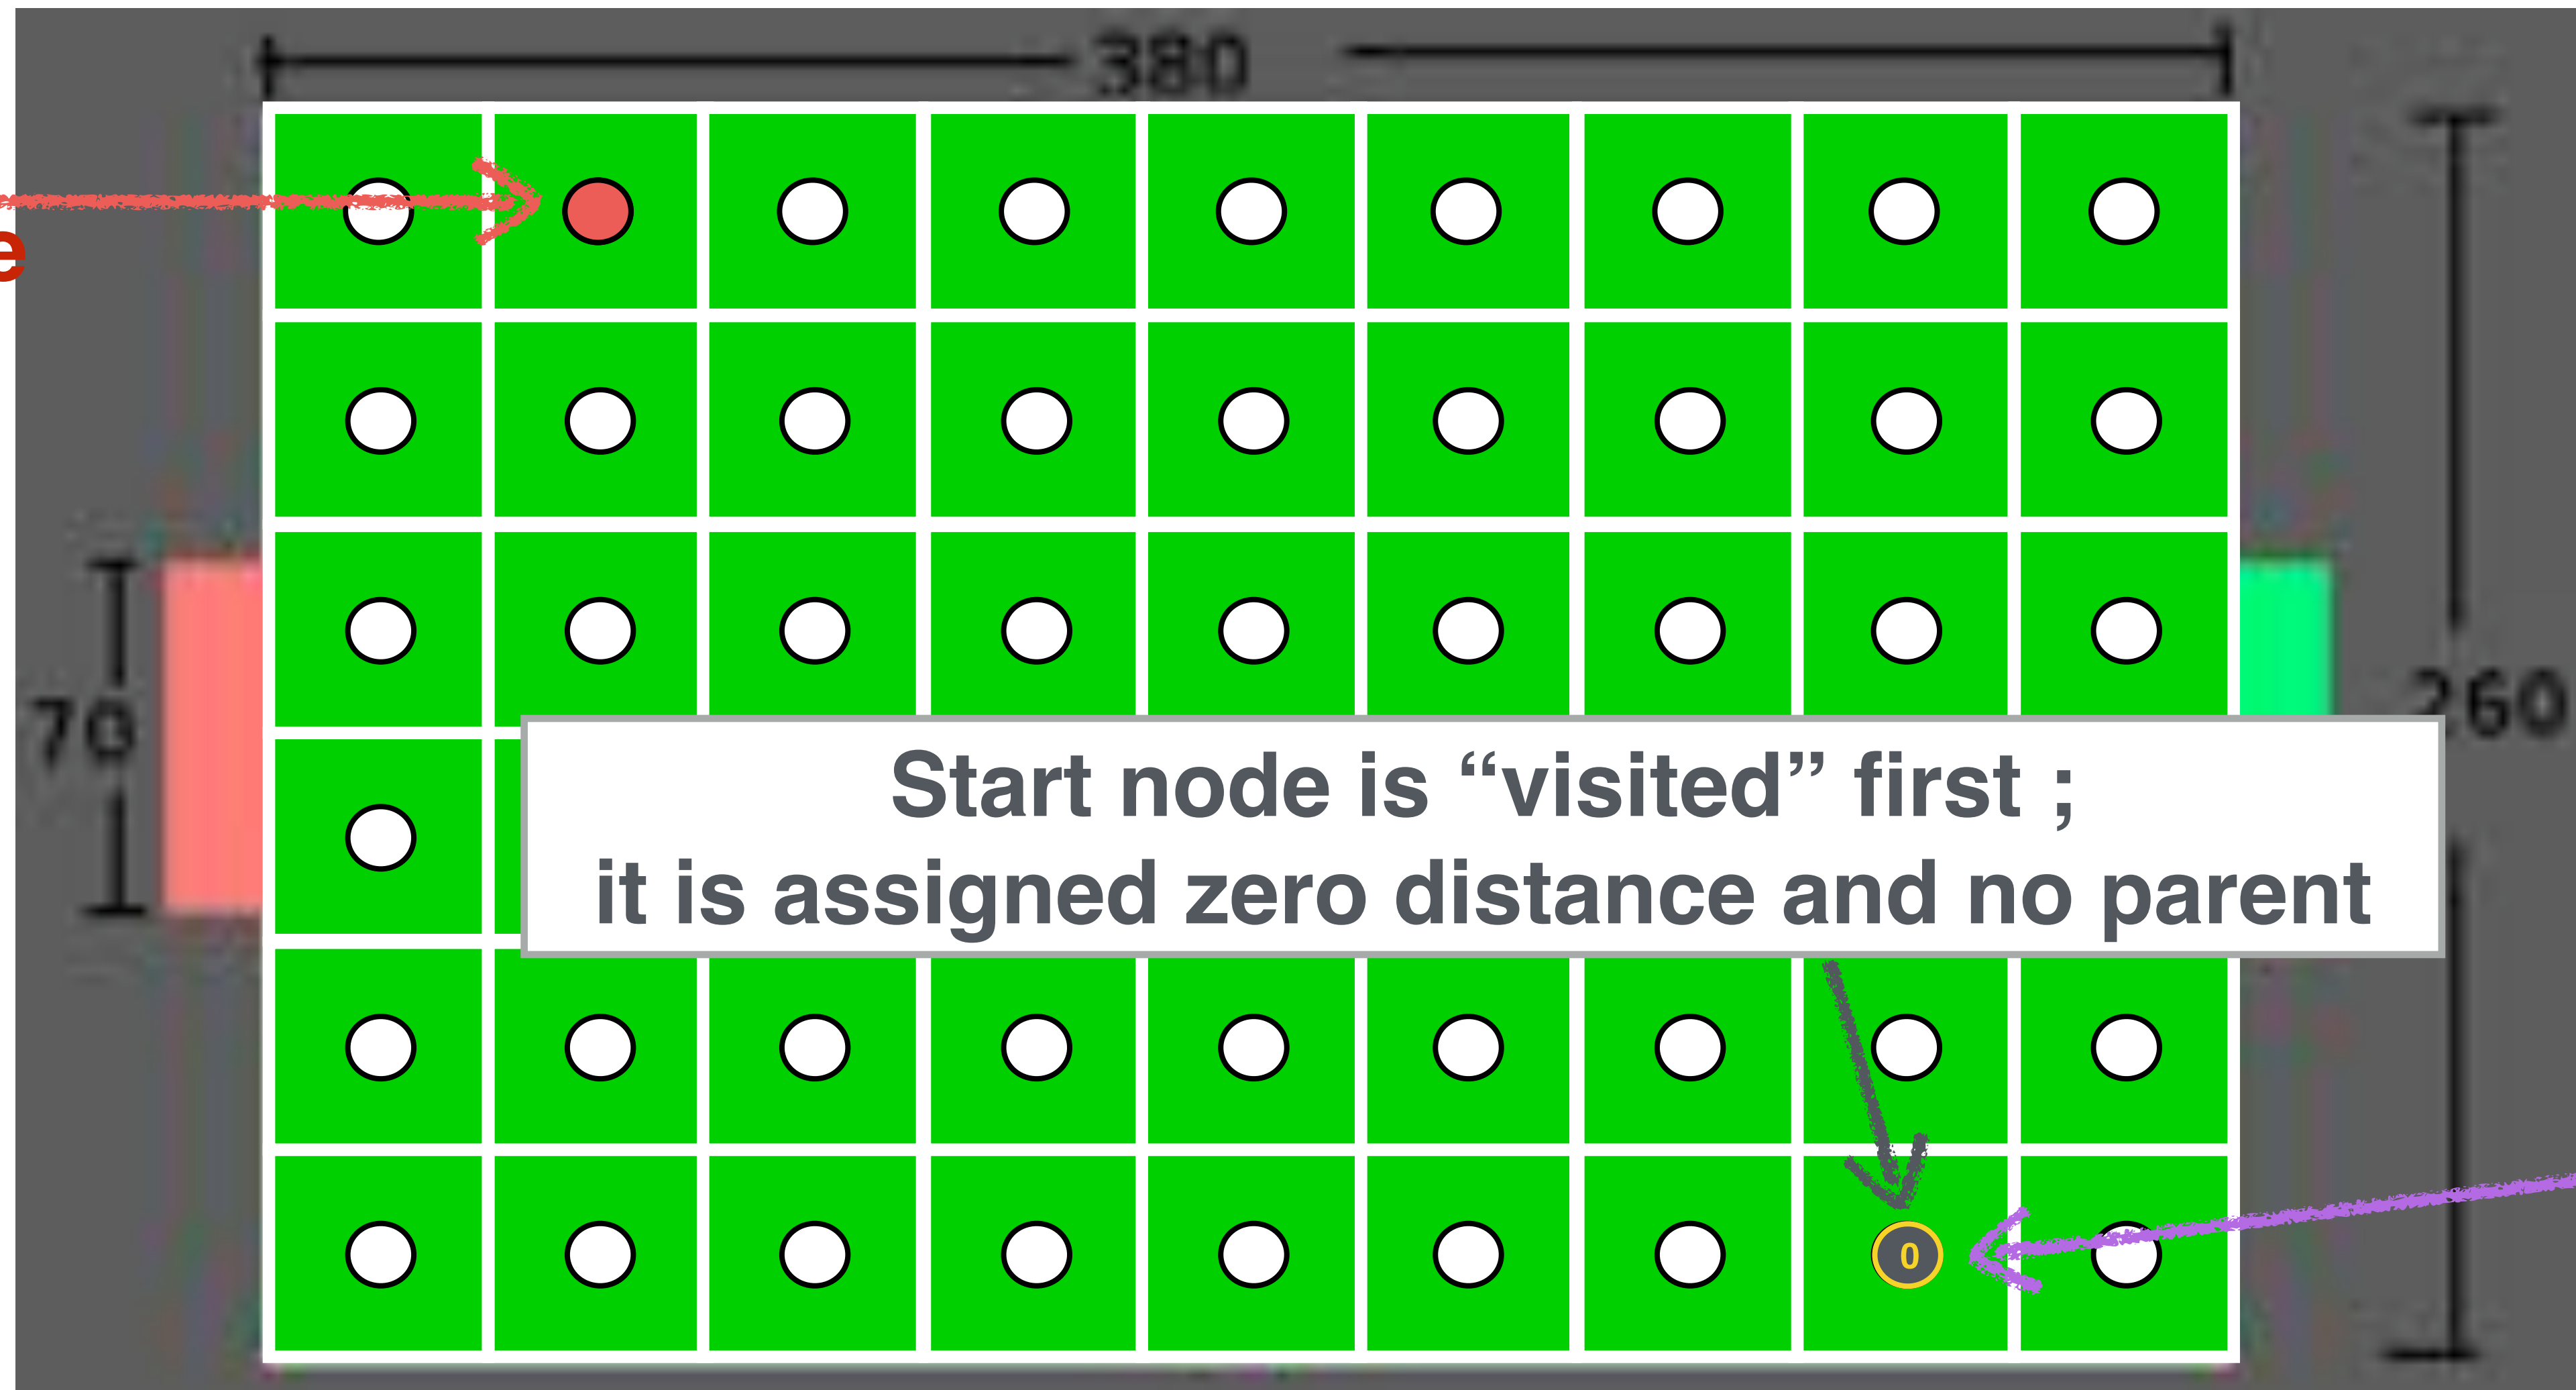 380
e
70
260
Start node is “visited” first ;
it is assigned zero distance and no parent
0